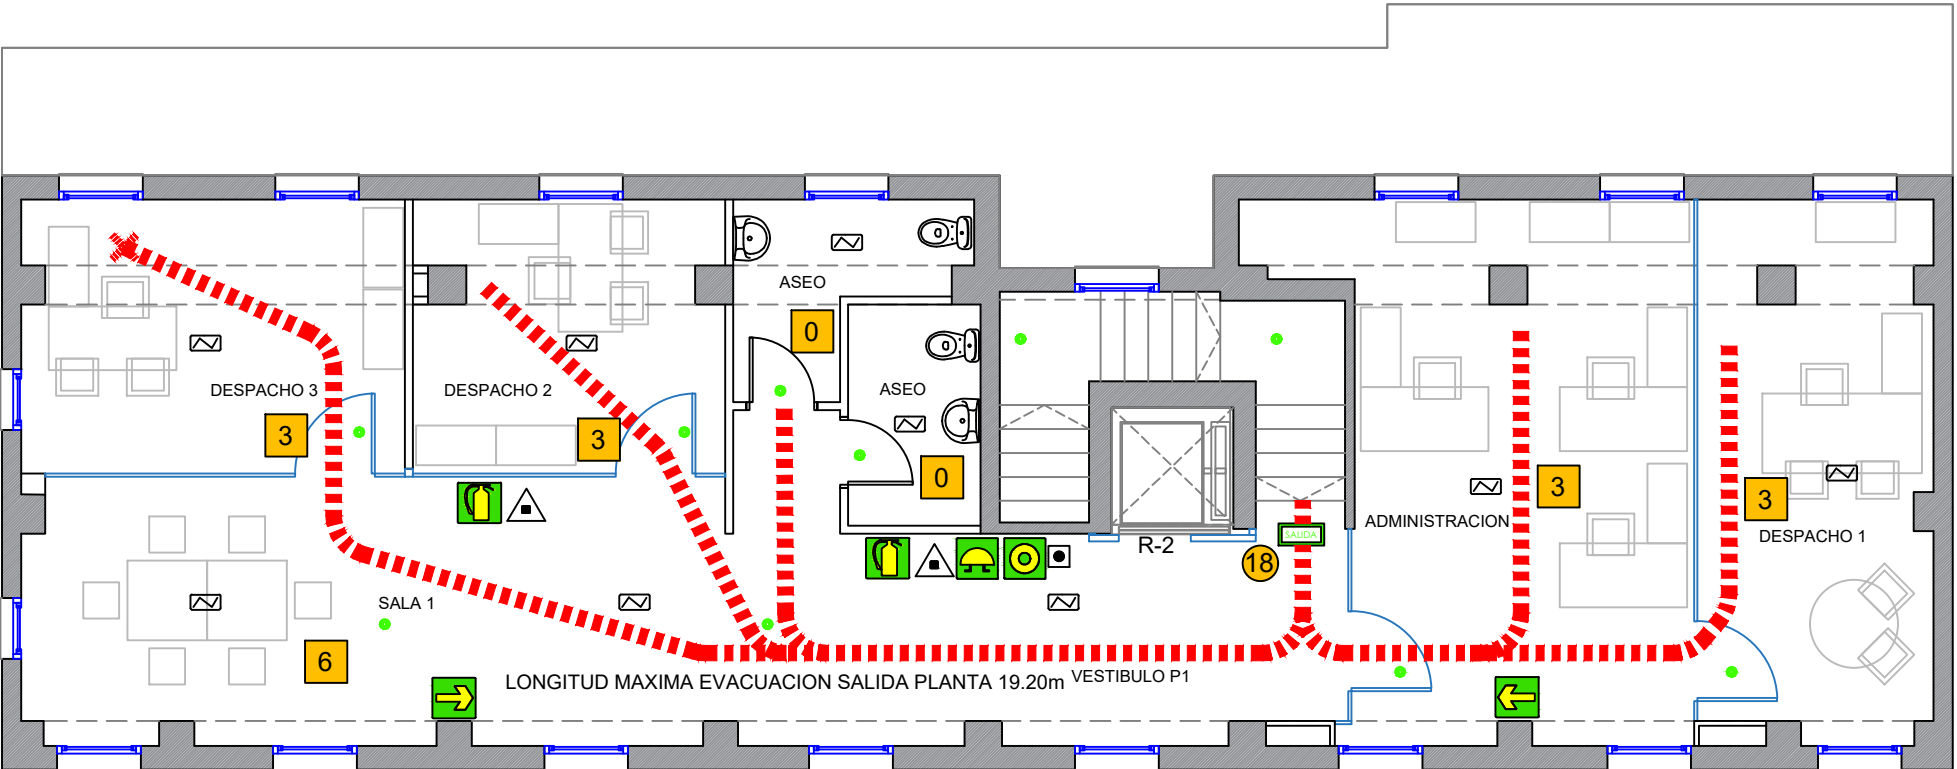 ASEO
0
ASEO
DESPACHO 3
DESPACHO 2
3
3
0
3
3
ADMINISTRACION
DESPACHO 1
SALIDA
R-2
18
SALA 1
6
LONGITUD MAXIMA EVACUACION SALIDA PLANTA 19.20m
VESTIBULO P1